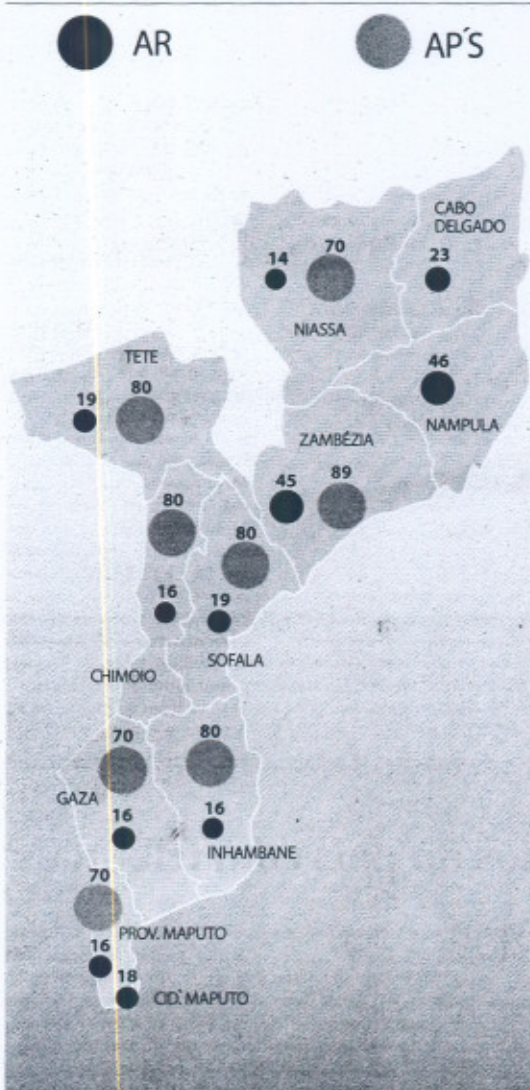 AR
AP'S
CABO
DELGADO
14
70
23
NIASSA
TETE
46
19
80
NAMPULA
ZAMBÉZIA
45
89
80
80
16
19
SOFALA
CHIMOIO
70
80
GAZA
16
16
INHAMBANE
70
PROV. MAPUTO
16
18
CID. MAPUTO